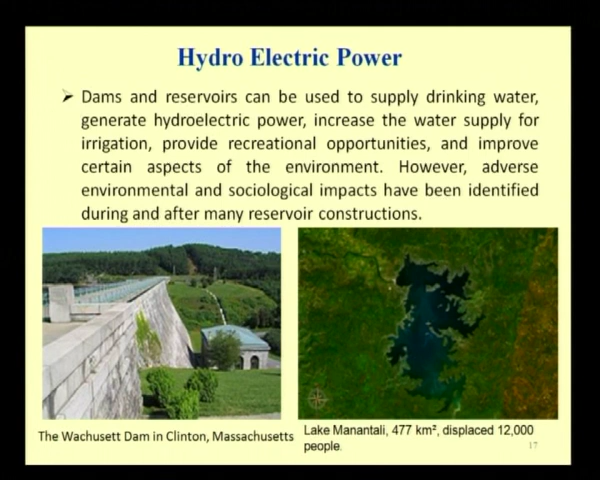 Hydro Electric Power
➢ Dams and reservoirs can be used to supply drinking water,
generate hydroelectric power, increase the water supply for
irrigation, provide recreational opportunities, and improve
certain aspects of the environment. However, adverse
environmental and sociological impacts have been identified
during and after many reservoir constructions.
The Wachusett Dam in Clinton, Massachusetts
Lake Manantali, 477 km², displaced 12,000
people.
17